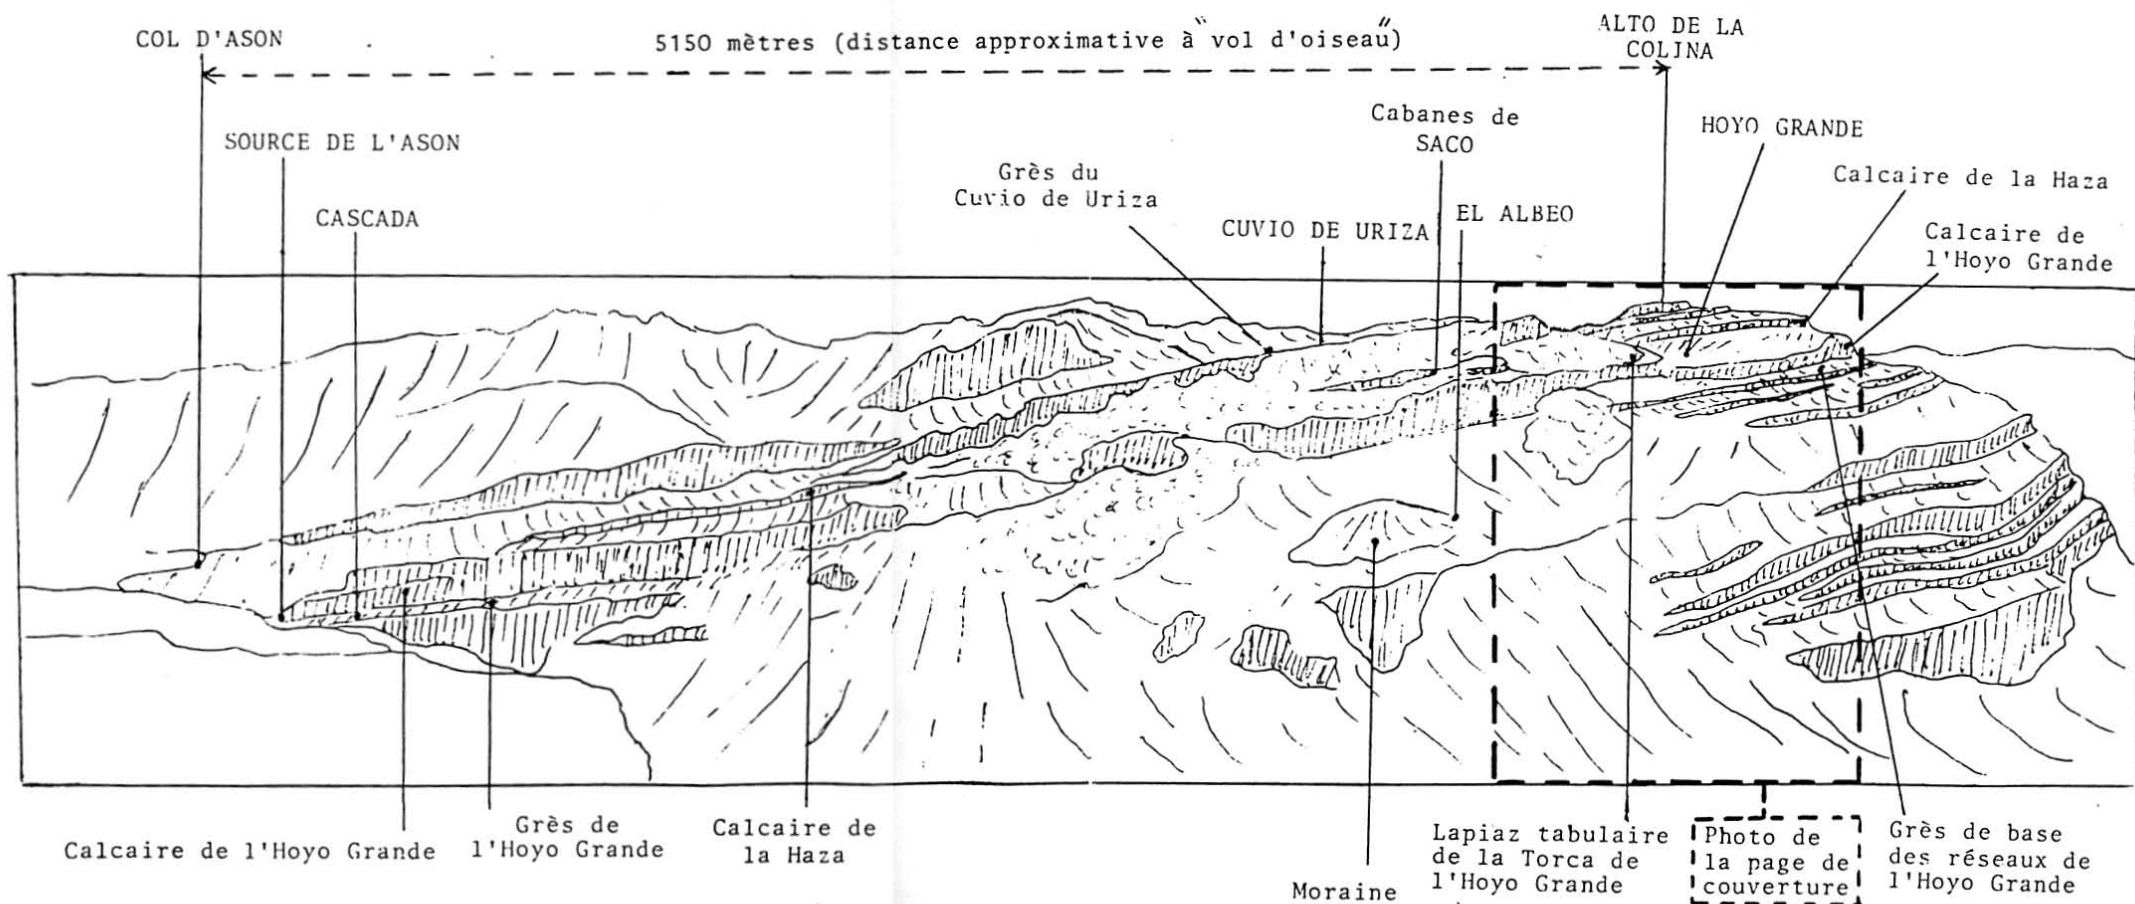 COL D'ASON
5150 mètres (distance approximative à "vol d'oiseau")
ALTO DE LA
COLINA
SOURCE DE L'ASON
CASCADA
Grès du
Cuvio de Uriza
CUVIO DE URIZA
Cabanes de
SACO
EL ALBEO
HOYO GRANDE
Calcaire de la Haza
Calcaire de
l'Hoyo Grande
Calcaire de l'Hoyo Grande
Grès de
l'Hoyo Grande
Calcaire de
la Haza
Moraine
Lapiaz tabulaire
de la Torca de
l'Hoyo Grande
Photo de
la page de
couverture
Grès de base
des réseaux de
l'Hoyo Grande